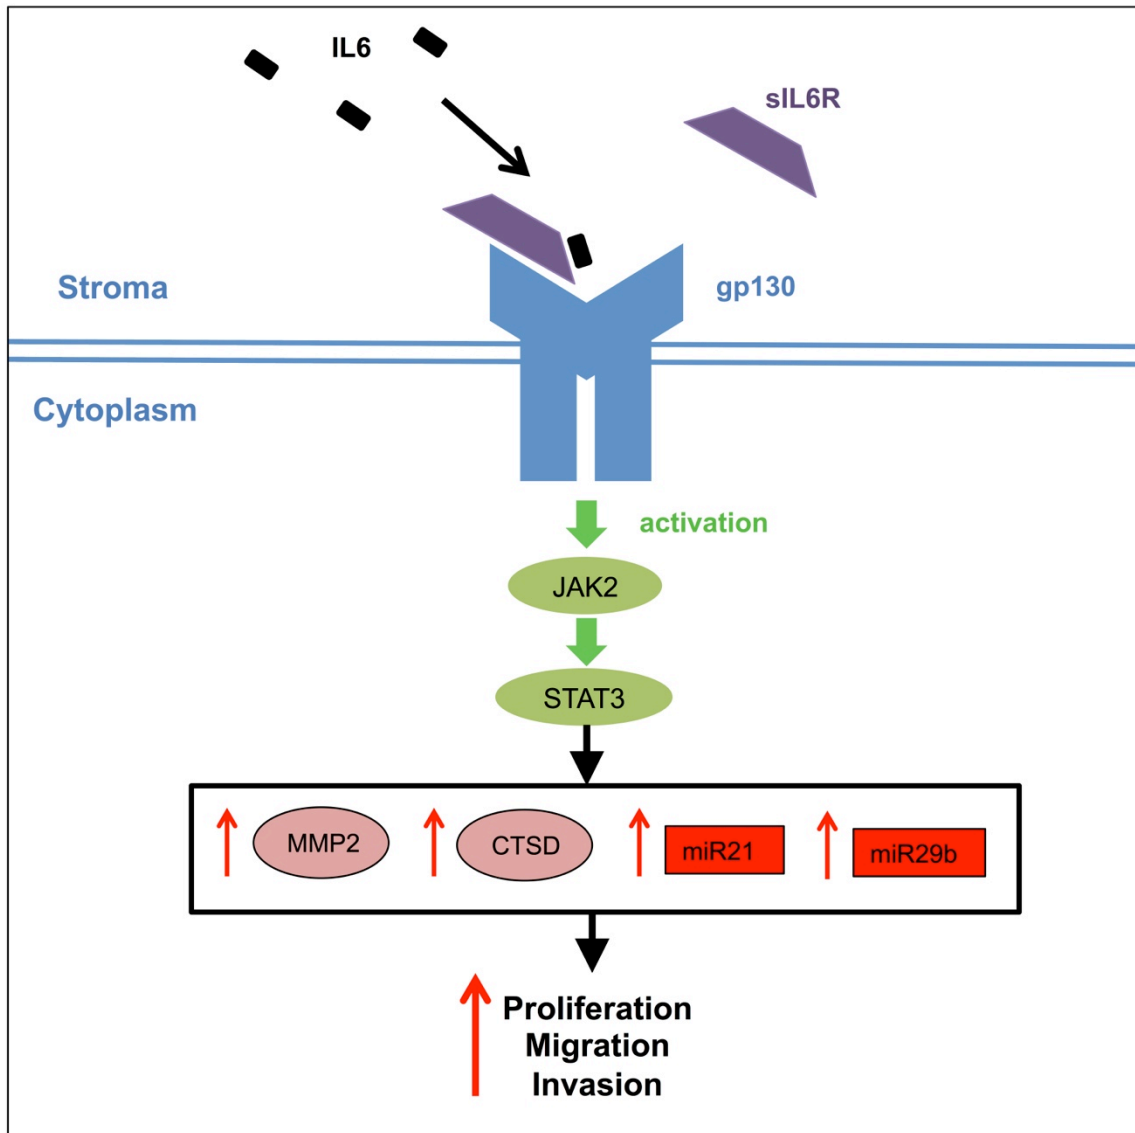 IL6
sIL6R
Stroma
gp130
Cytoplasm
activation
JAK2
STAT3
MMP2
CTSD
miR21
miR29b
Proliferation
Migration
Invasion